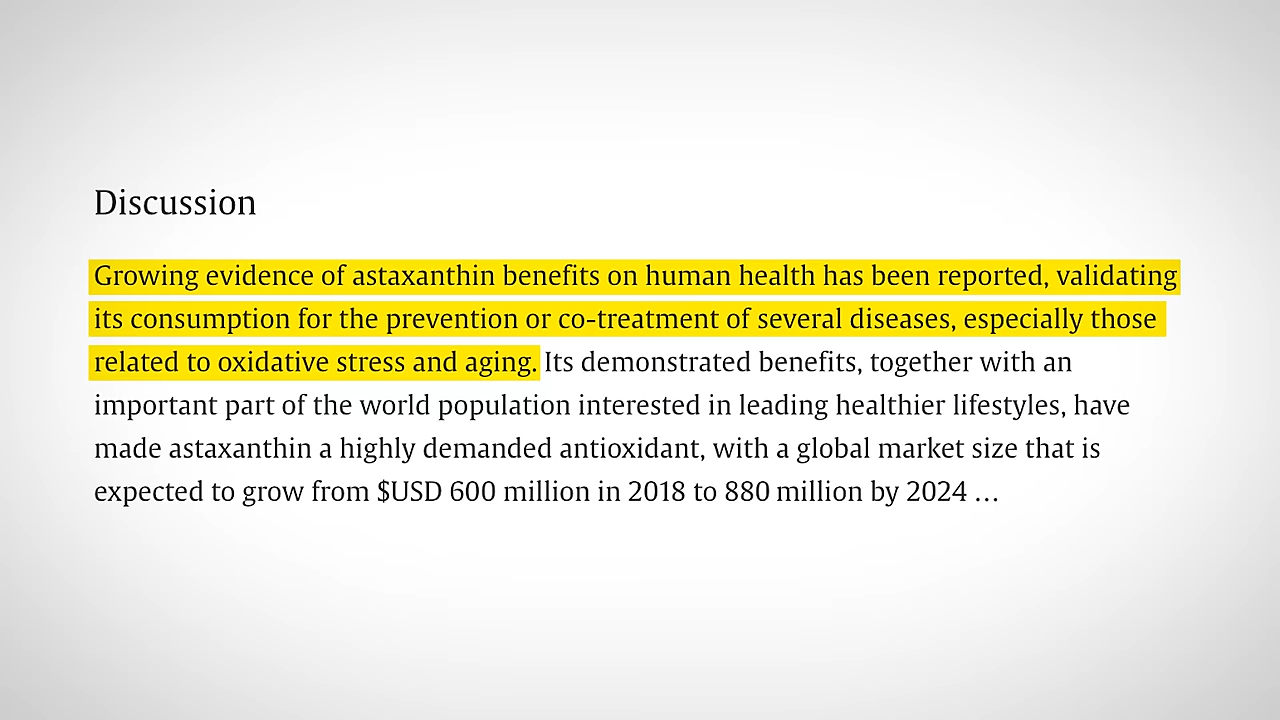 Discussion
Growing evidence of astaxanthin benefits on human health has been reported, validating
its consumption for the prevention or co-treatment of several diseases, especially those
related to oxidative stress and aging. Its demonstrated benefits, together with an
important part of the world population interested in leading healthier lifestyles, have
made astaxanthin a highly demanded antioxidant, with a global market size that is
expected to grow from $USD 600 million in 2018 to 880 million by 2024 …